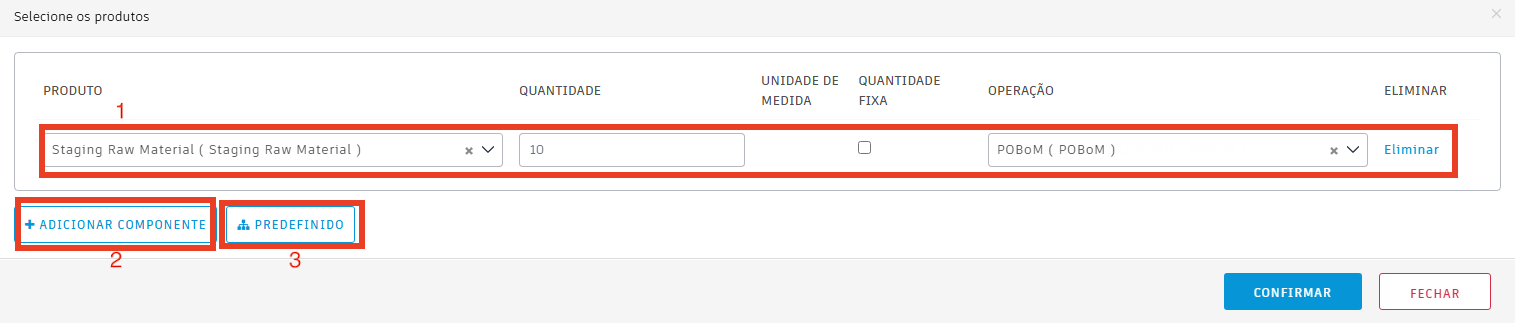 Selecione os produtos
×
PRODUTO
QUANTIDADE
UNIDADE DE
MEDIDA
QUANTIDADE
FIXA
OPERAÇÃO
ELIMINAR
1
Staging Raw Material ( Staging Raw Material )
×
10
POBoM ( POBoM )
×
Eliminar
+ ADICIONAR COMPONENTE
PREDEFINIDO
2
3
CONFIRMAR
FECHAR